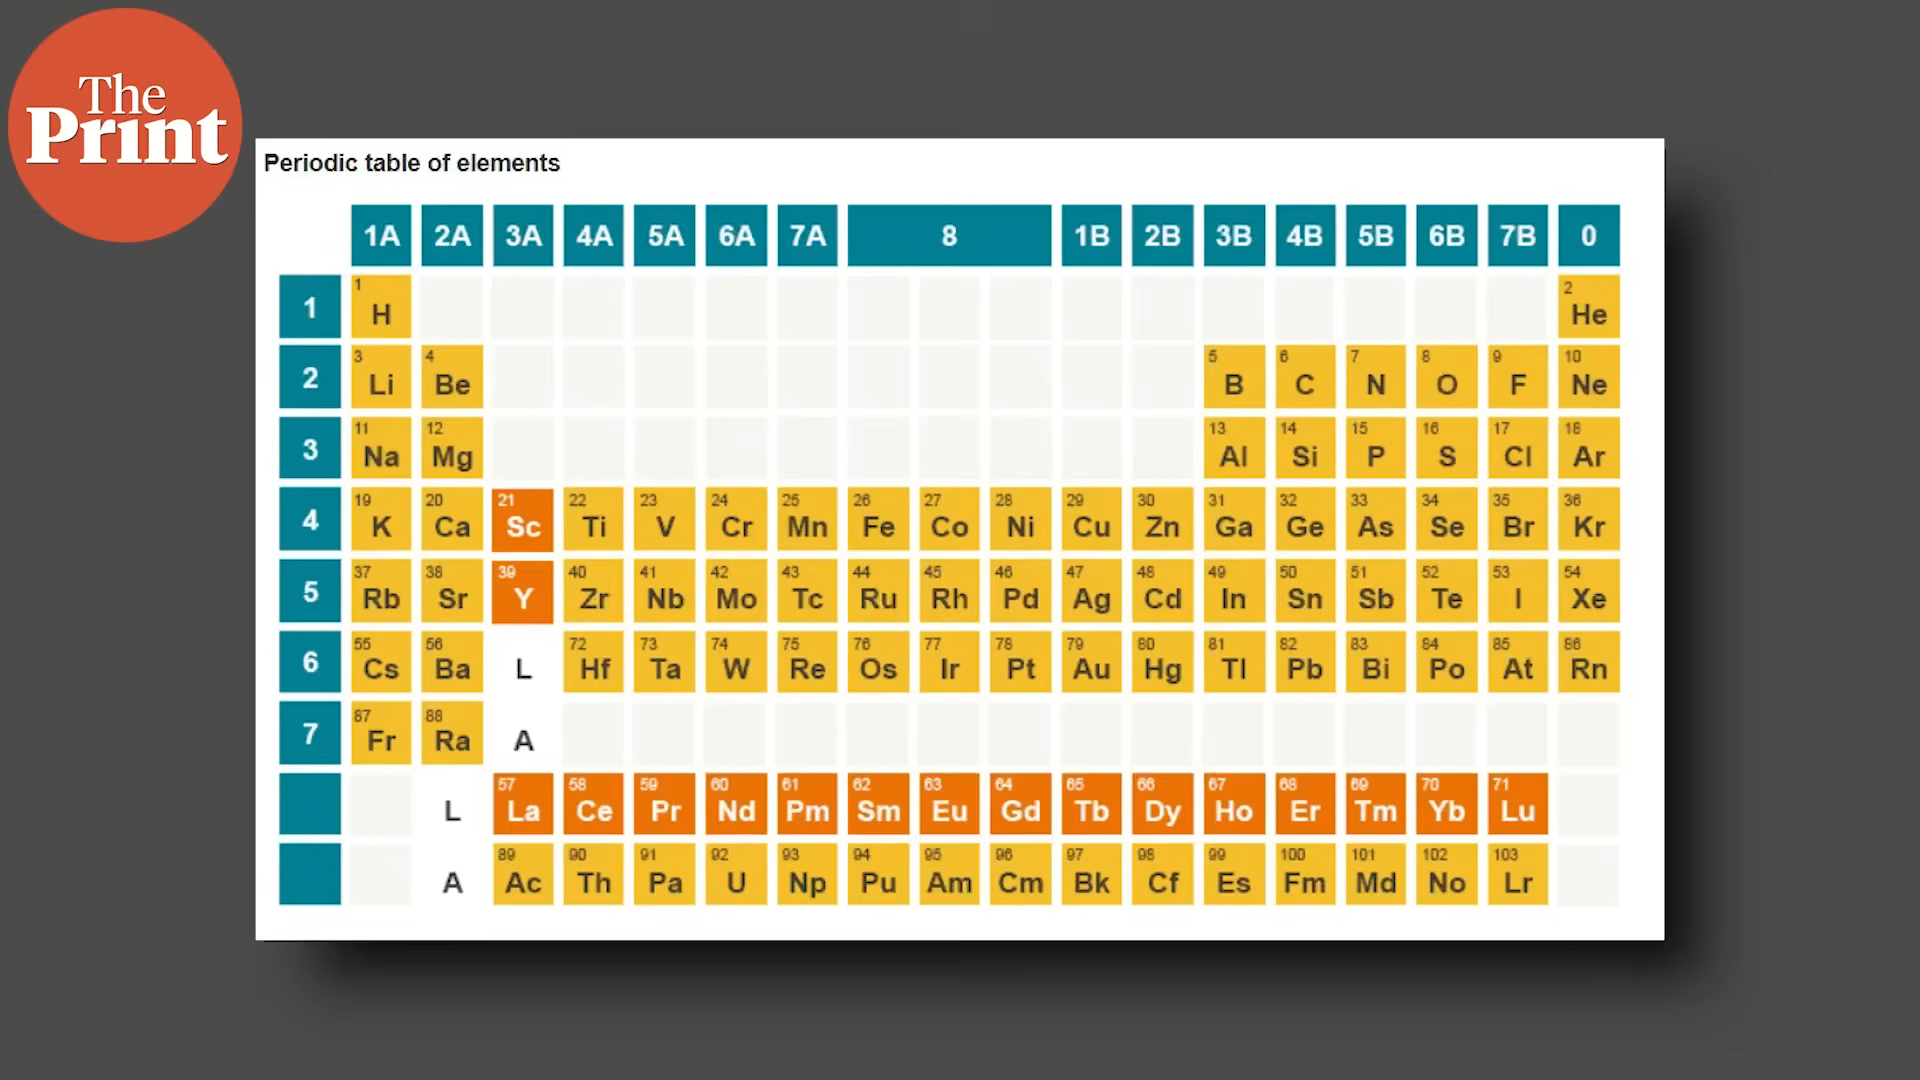 The
Print
Periodic table of elements
1A 2A 3A 4A 5A 6A 7A 8 1B 2B 3B 4B 5B 6B 7B 0
1 1 H 2 He
2 3 Li 4 Be 5 B 6 C 7 N 8 O 9 F 10 Ne
3 11 Na 12 Mg 13 Al 14 Si 15 P 16 S 17 Cl 18 Ar
4 19 K 20 Ca 21 Sc 22 Ti 23 V 24 Cr 25 Mn 26 Fe 27 Co 28 Ni 29 Cu 30 Zn 31 Ga 32 Ge 33 As 34 Se 35 Br 36 Kr
5 37 Rb 38 Sr 39 Y 40 Zr 41 Nb 42 Mo 43 Tc 44 Ru 45 Rh 46 Pd 47 Ag 48 Cd 49 In 50 Sn 51 Sb 52 Te 53 I 54 Xe
6 55 Cs 56 Ba L 72 Hf 73 Ta 74 W 75 Re 76 Os 77 Ir 78 Pt 79 Au 80 Hg 81 Tl 82 Pb 83 Bi 84 Po 85 At 86 Rn
7 87 Fr 88 Ra A
L 57 La 58 Ce 59 Pr 60 Nd 61 Pm 62 Sm 63 Eu 64 Gd 65 Tb 66 Dy 67 Ho 68 Er 69 Tm 70 Yb 71 Lu
A 89 Ac 90 Th 91 Pa 92 U 93 Np 94 Pu 95 Am 96 Cm 97 Bk 98 Cf 99 Es 100 Fm 101 Md 102 No 103 Lr